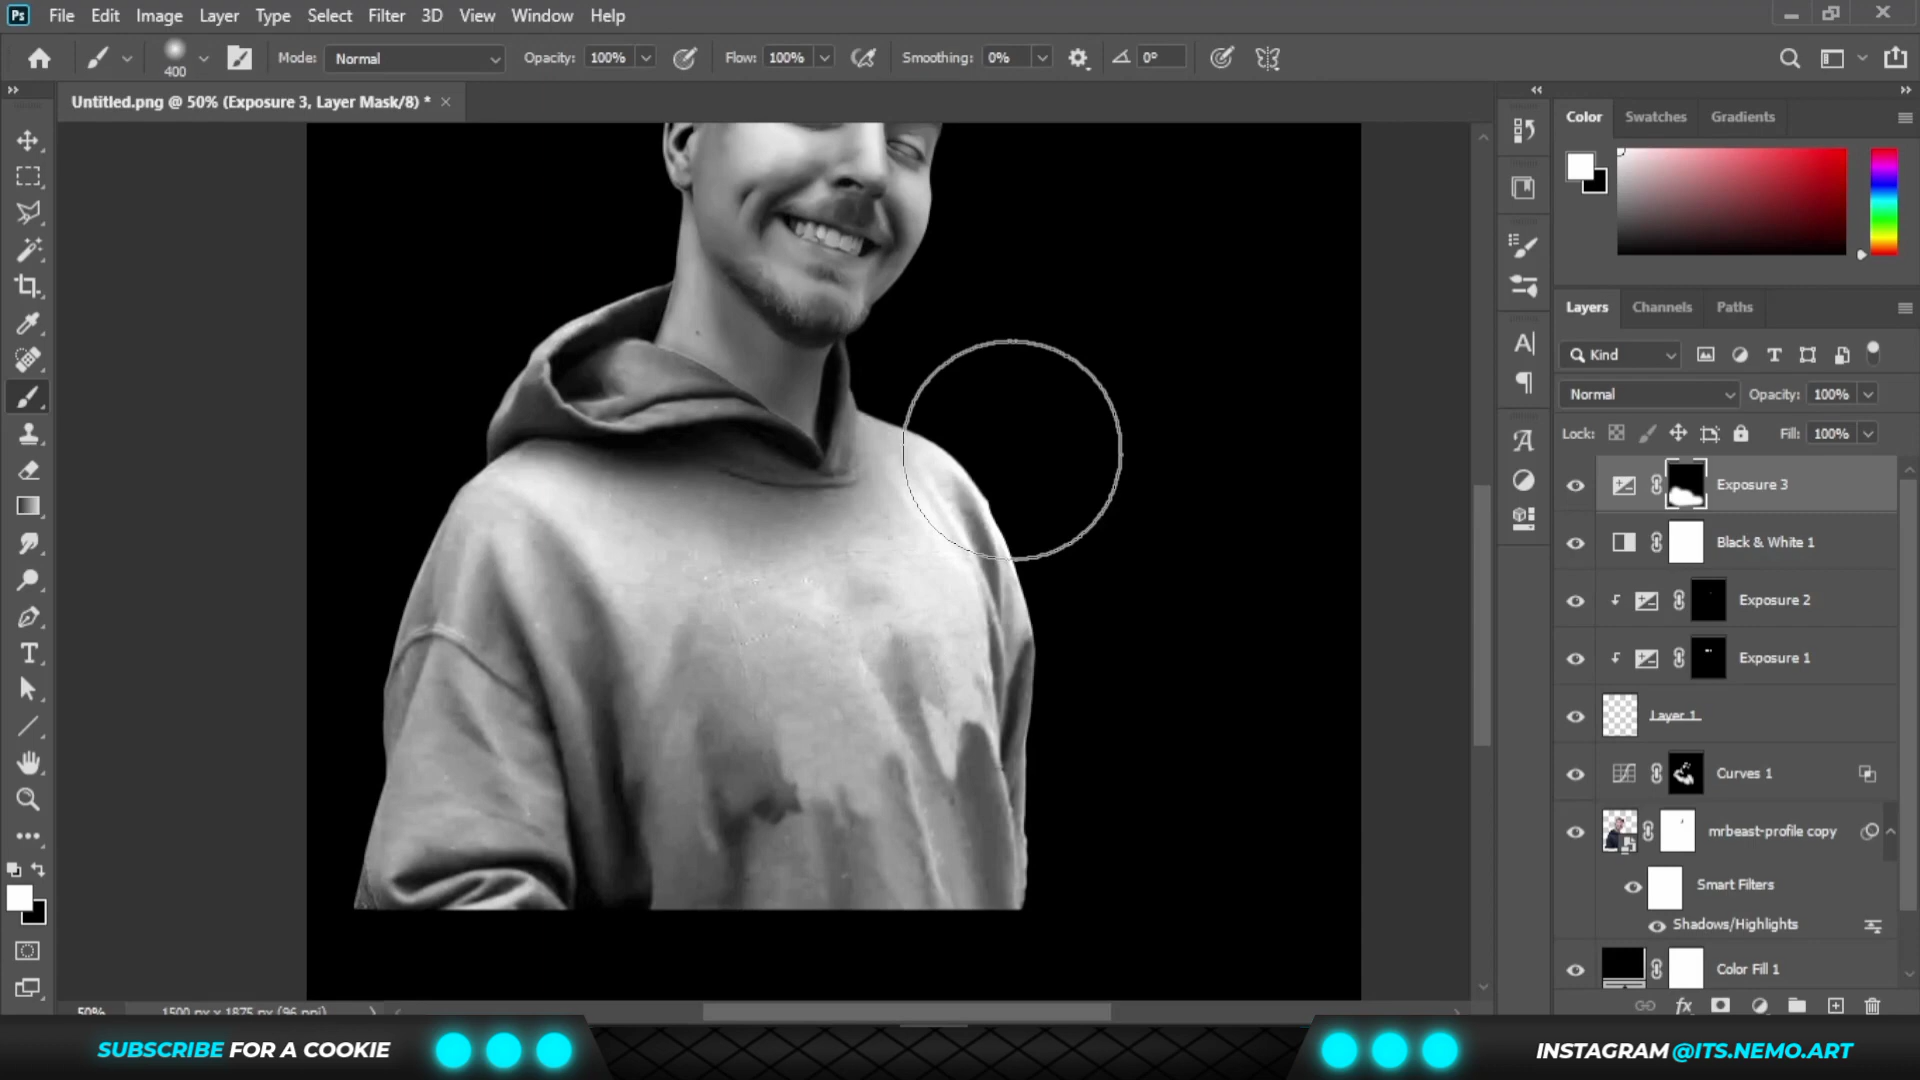 Ps File Edit Image Layer Type Select Filter 3D View Window Help
400 Mode: Normal Opacity: 100% Flow: 100% Smoothing: 0% 0°
Untitled.png @ 50% (Exposure 3, Layer Mask/8) * ×
Color Swatches Gradients
Layers Channels Paths
Kind
Normal Opacity: 100%
Lock: Fill: 100%
Exposure 3
Black & White 1
Exposure 2
Exposure 1
Layer 1
Curves 1
mrbeast-profile copy
Smart Filters
Shadows/Highlights
Color Fill 1
50% 1500 px x 1875 px (96 ppi)
SUBSCRIBE FOR A COOKIE
INSTAGRAM @ITS.NEMO.ART